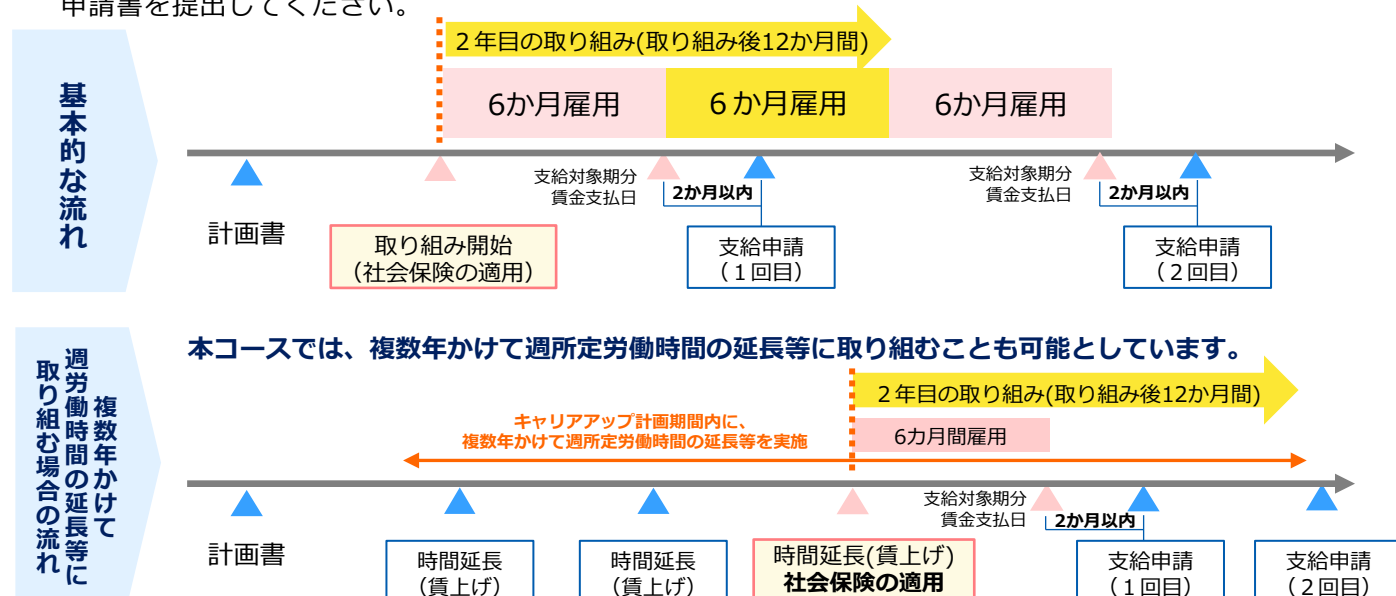 申請書を提出してください。
基本的な流れ
２年目の取り組み(取り組み後12か月間)
6か月雇用
６か月雇用
6か月雇用
支給対象期分
賃金支払日
2か月以内
支給対象期分
賃金支払日
2か月以内
計画書
取り組み開始
（社会保険の適用）
支給申請
（１回目）
支給申請
（２回目）
複数年かけて
週労働時間の延長等に
取り組む場合の流れ
本コースでは、複数年かけて週所定労働時間の延長等に取り組むことも可能としています。
２年目の取り組み(取り組み後12か月間)
キャリアアップ計画期間内に、
複数年かけて週所定労働時間の延長等を実施
6カ月間雇用
支給対象期分
賃金支払日
2か月以内
計画書
時間延長
（賃上げ）
時間延長
（賃上げ）
時間延長(賃上げ)
社会保険の適用
支給申請
（１回目）
支給申請
（２回目）